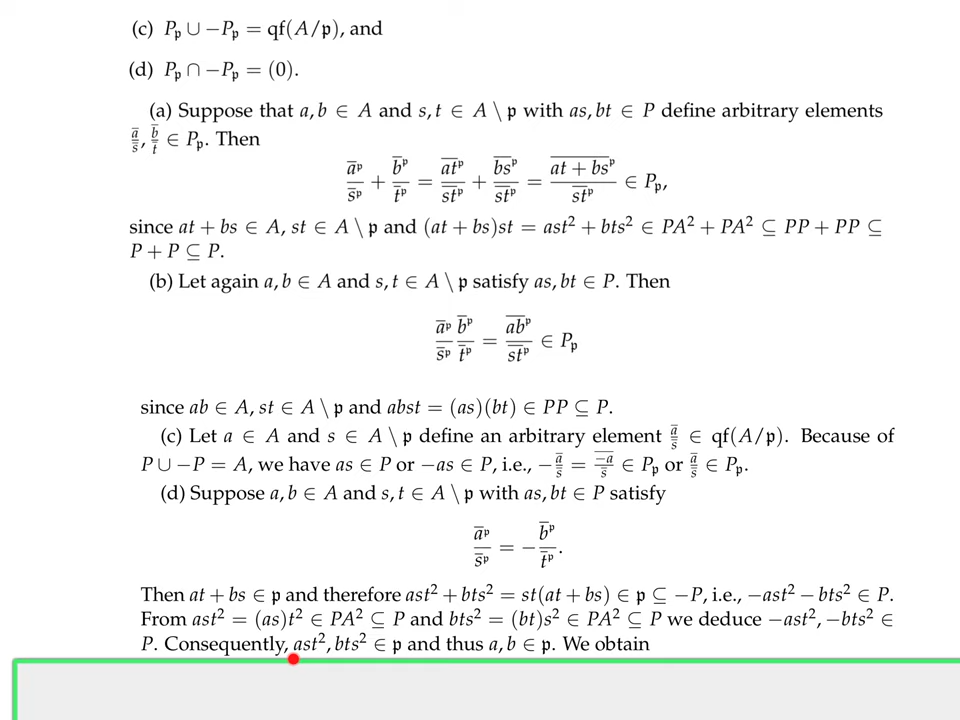 (c) P_𝔭 ∪ −P_𝔭 = qf(A/𝔭), and
(d) P_𝔭 ∩ −P_𝔭 = (0).
(a) Suppose that a, b ∈ A and s, t ∈ A \ 𝔭 with as, bt ∈ P define arbitrary elements
a̅/s̅, b̅/t̅ ∈ P_𝔭. Then
a̅^𝔭/s̅^𝔭 + b̅^𝔭/t̅^𝔭 = \overline{at}^𝔭/\overline{st}^𝔭 + \overline{bs}^𝔭/\overline{st}^𝔭 = \overline{at + bs}^𝔭/\overline{st}^𝔭 ∈ P_𝔭,
since at + bs ∈ A, st ∈ A \ 𝔭 and (at + bs)st = ast² + bts² ∈ PA² + PA² ⊆ PP + PP ⊆
P + P ⊆ P.
(b) Let again a, b ∈ A and s, t ∈ A \ 𝔭 satisfy as, bt ∈ P. Then
a̅^𝔭/s̅^𝔭 b̅^𝔭/t̅^𝔭 = \overline{ab}^𝔭/\overline{st}^𝔭 ∈ P_𝔭
since ab ∈ A, st ∈ A \ 𝔭 and abst = (as)(bt) ∈ PP ⊆ P.
(c) Let a ∈ A and s ∈ A \ 𝔭 define an arbitrary element a̅/s̅ ∈ qf(A/𝔭). Because of
P ∪ −P = A, we have as ∈ P or −as ∈ P, i.e., −a̅/s̅ = \overline{−a}/s̅ ∈ P_𝔭 or a̅/s̅ ∈ P_𝔭.
(d) Suppose a, b ∈ A and s, t ∈ A \ 𝔭 with as, bt ∈ P satisfy
a̅^𝔭/s̅^𝔭 = −b̅^𝔭/t̅^𝔭.
Then at + bs ∈ 𝔭 and therefore ast² + bts² = st(at + bs) ∈ 𝔭 ⊆ −P, i.e., −ast² − bts² ∈ P.
From ast² = (as)t² ∈ PA² ⊆ P and bts² = (bt)s² ∈ PA² ⊆ P we deduce −ast², −bts² ∈
P. Consequently, ast², bts² ∈ 𝔭 and thus a, b ∈ 𝔭. We obtain